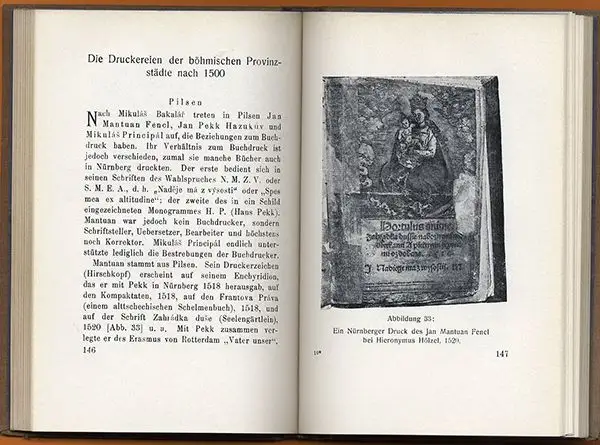 Die Druckereien der böhmischen Provinz-
städte nach 1500
Pilsen
Nach Mikuláš Bakalář treten in Pilsen Jan
Mantuan Fencl, Jan Pekk Hazukův und
Mikuláš Principál auf, die Beziehungen zum Buch-
druck haben. Ihr Verhältnis zum Buchdruck ist
jedoch verschieden, zumal sie manche Bücher auch
in Nürnberg druckten. Der erste bedient sich in
seinen Schriften des Wahlspruches N. M. Z. V. oder
S. M. E. A., d. h. „Naděje má z výsosti“ oder „Spes
mea ex altitudine“: der zweite des in ein Schild
eingezeichneten Monogrammes H. P. (Hans Pekk).
Mantuan war jedoch kein Buchdrucker, sondern
Schriftsteller, Uebersetzer, Bearbeiter und höchstens
noch Korrektor. Mikuláš Principál endlich unter-
stützte lediglich die Bestrebungen der Buchdrucker.
Mantuan stammt aus Pilsen. Sein Druckerzeichen
(Hirschkopf) erscheint auf seinem Enchyridion,
das er mit Pekk in Nürnberg 1518 herausgab, auf
den Kompaktaten, 1518, auf den Frantova Práva
(einem alttschechischen Schelmenbuch), 1518, und
auf der Schrift Zahrádka duše (Seelengärtlein),
1520 [Abb. 33] u. a. Mit Pekk zusammen ver-
legte er des Erasmus von Rotterdam „Vater unser“,
146
Abbildung 33:
Ein Nürnberger Druck des Jan Mantuan Fencl
bei Hieronymus Hölzel, 1520.
10*
147